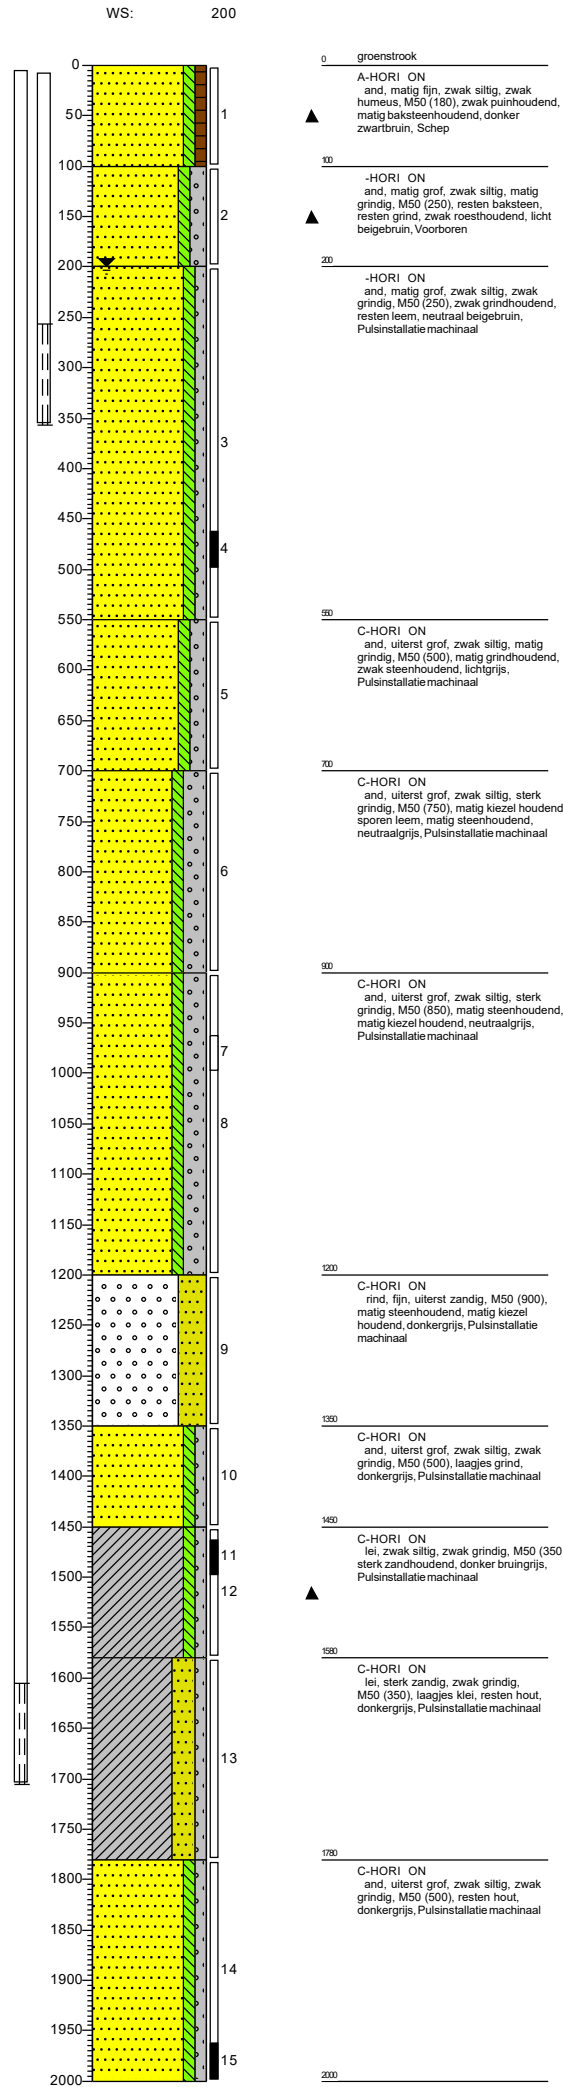 WS: 200
0
50
100
150
200
250
300
350
400
450
500
550
600
650
700
750
800
850
900
950
1000
1050
1100
1150
1200
1250
1300
1350
1400
1450
1500
1550
1600
1650
1700
1750
1800
1850
1900
1950
2000
1
2
3
4
5
6
7
8
9
10
11
12
13
14
15
0 groenstrook
A-HORI ON
and, matig fijn, zwak siltig, zwak
humeus, M50 (180), zwak puinhoudend,
matig baksteenhoudend, donker
zwartbruin, Schep
100
-HORI ON
and, matig grof, zwak siltig, matig
grindig, M50 (250), resten baksteen,
resten grind, zwak roesthoudend, licht
beigebruin, Voorboren
200
-HORI ON
and, matig grof, zwak siltig, zwak
grindig, M50 (250), zwak grindhoudend,
resten leem, neutraal beigebruin,
Pulsinstallatie machinaal
550
C-HORI ON
and, uiterst grof, zwak siltig, matig
grindig, M50 (500), matig grindhoudend,
zwak steenhoudend, lichtgrijs,
Pulsinstallatie machinaal
700
C-HORI ON
and, uiterst grof, zwak siltig, sterk
grindig, M50 (750), matig kiezel houdend
sporen leem, matig steenhoudend,
neutraalgrijs, Pulsinstallatie machinaal
900
C-HORI ON
and, uiterst grof, zwak siltig, sterk
grindig, M50 (850), matig steenhoudend,
matig kiezel houdend, neutraalgrijs,
Pulsinstallatie machinaal
1200
C-HORI ON
rind, fijn, uiterst zandig, M50 (900),
matig steenhoudend, matig kiezel
houdend, donkergrijs, Pulsinstallatie
machinaal
1350
C-HORI ON
and, uiterst grof, zwak siltig, zwak
grindig, M50 (500), laagjes grind,
donkergrijs, Pulsinstallatie machinaal
1450
C-HORI ON
lei, zwak siltig, zwak grindig, M50 (350
sterk zandhoudend, donker bruingrijs,
Pulsinstallatie machinaal
1580
C-HORI ON
lei, sterk zandig, zwak grindig,
M50 (350), laagjes klei, resten hout,
donkergrijs, Pulsinstallatie machinaal
1780
C-HORI ON
and, uiterst grof, zwak siltig, zwak
grindig, M50 (500), resten hout,
donkergrijs, Pulsinstallatie machinaal
2000